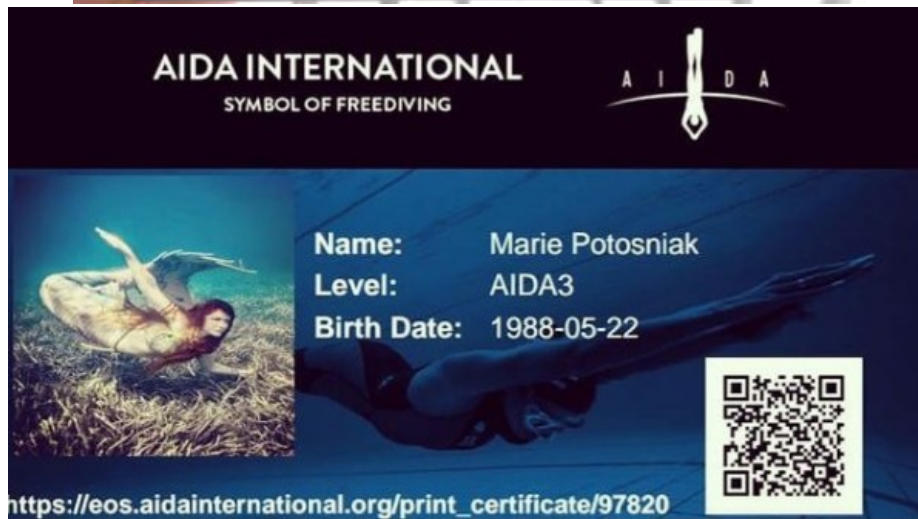 AIDA INTERNATIONAL
SYMBOL OF FREEDIVING
A I D A
Name: Marie Potosniak
Level: AIDA3
Birth Date: 1988-05-22
https://eos.aidainternational.org/print_certificate/97820